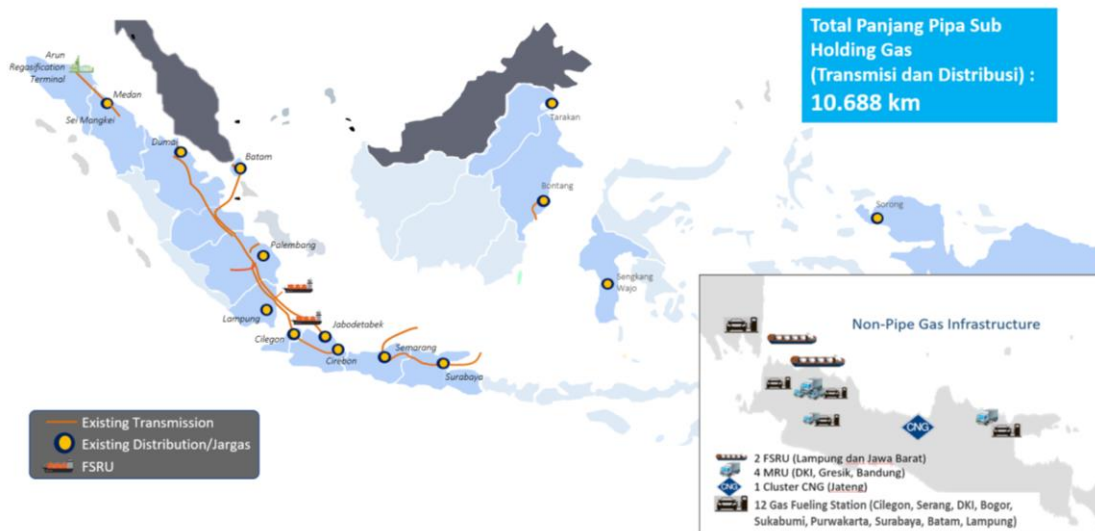 Total Panjang Pipa Sub
Holding Gas
(Transmisi dan Distribusi) :
10.688 km
Arun
Regasification
Terminal
Medan
Sei Mangkei
Dumai
Batam
Tarakan
Bontang
Sorong
Palembang
Sengkang
Wajo
Lampung
Jabodetabek
Cilegon
Cirebon
Semarang
Surabaya
Existing Transmission
Existing Distribution/Jargas
FSRU
Non-Pipe Gas Infrastructure
CNG
2 FSRU (Lampung dan Jawa Barat)
4 MRU (DKI, Gresik, Bandung)
CNG
1 Cluster CNG (Jateng)
12 Gas Fueling Station (Cilegon, Serang, DKI, Bogor,
Sukabumi, Purwakarta, Surabaya, Batam, Lampung)